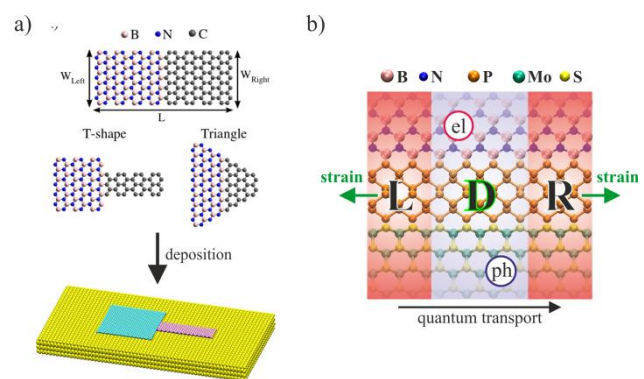 a)
B N C
W Left
W Right
L
T-shape Triangle
deposition
b)
B N P Mo S
el
strain L D R strain
ph
quantum transport